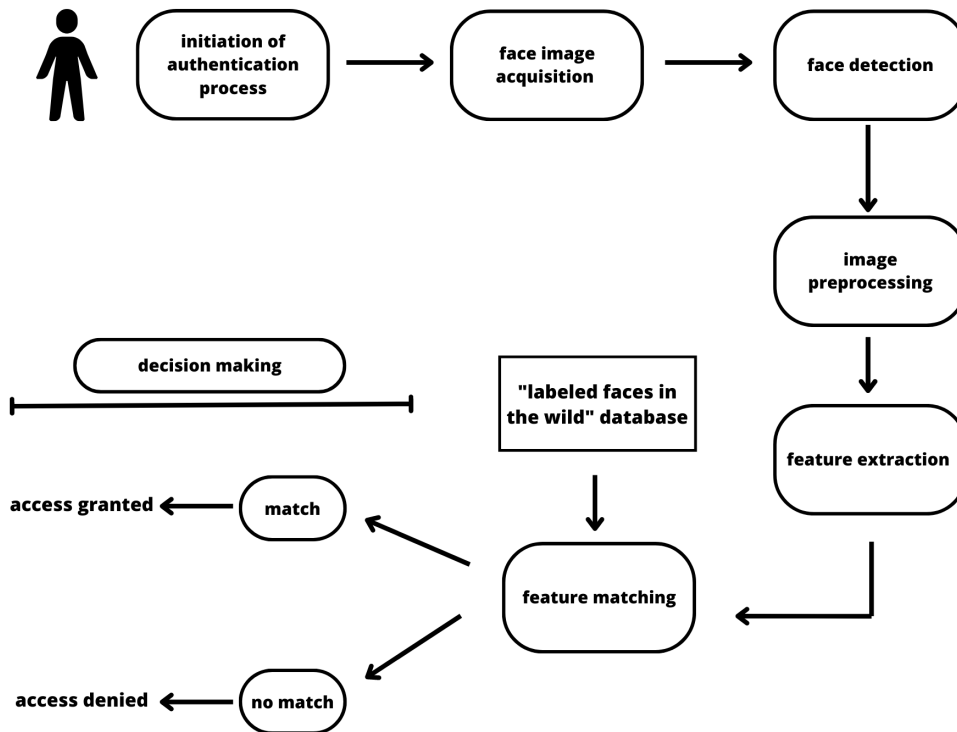 initiation of
authentication
process
face image
acquisition
face detection
image
preprocessing
feature extraction
"labeled faces in
the wild" database
feature matching
decision making
match
access granted
no match
access denied